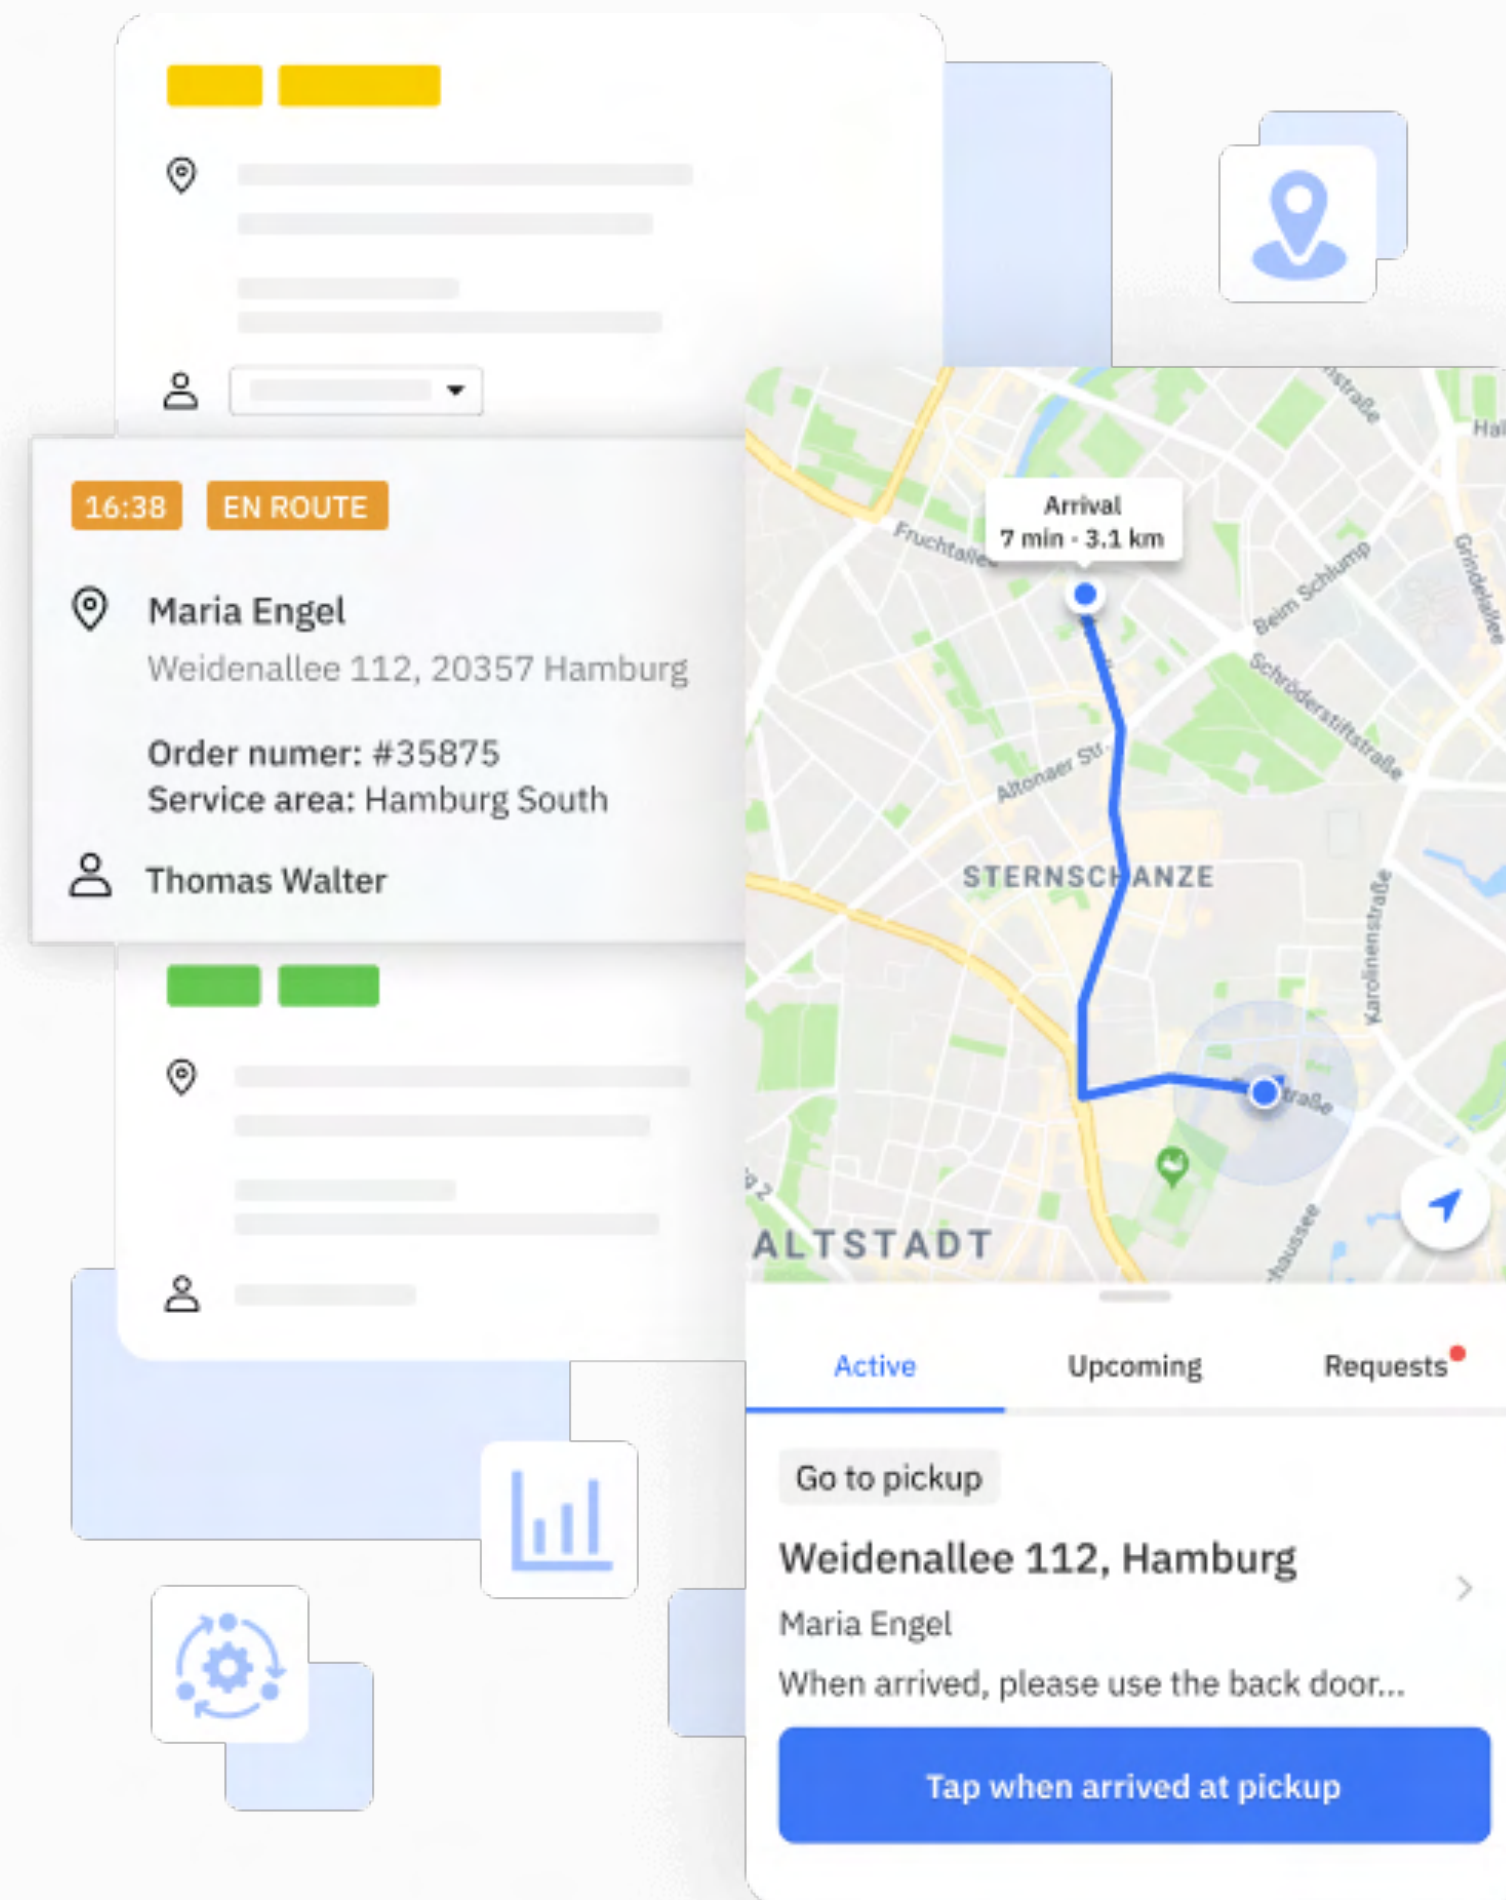 16:38 EN ROUTE
Maria Engel
Weidenallee 112, 20357 Hamburg
Order numer: #35875
Service area: Hamburg South
Thomas Walter
Arrival
7 min · 3.1 km
Fruchtallee
Beim Schlump
Grindelallee
Schröderstiftstraße
Altonaer Str.
STERNSCHANZE
Karolinenstraße
ALTSTADT
Active Upcoming Requests
Go to pickup
Weidenallee 112, Hamburg
Maria Engel
When arrived, please use the back door...
Tap when arrived at pickup